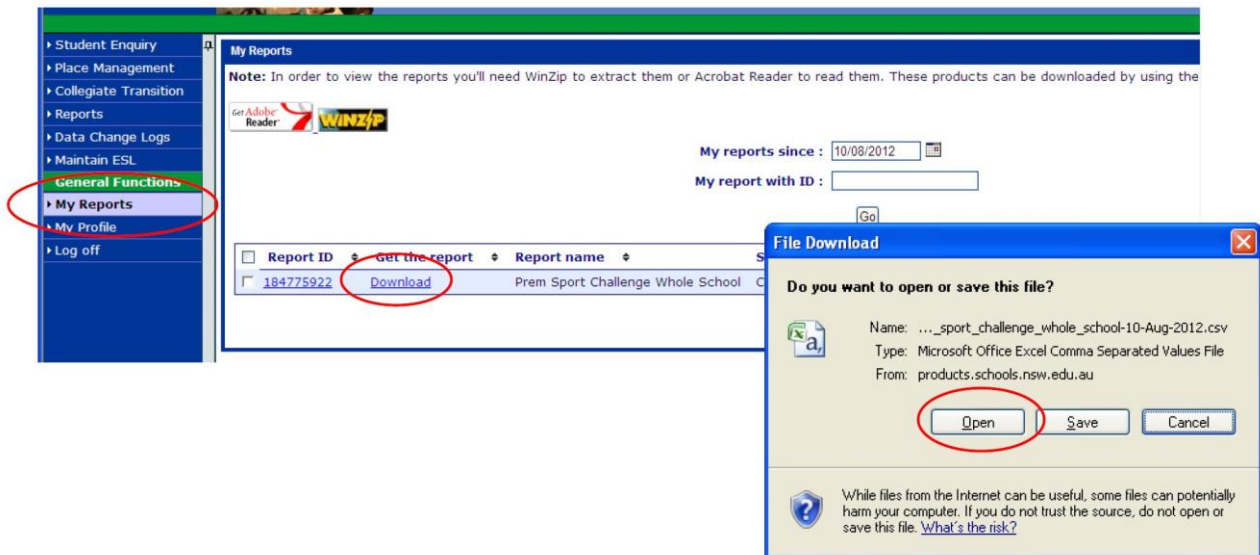 Student Enquiry
Place Management
Collegiate Transition
Reports
Data Change Logs
Maintain ESL
General Functions
My Reports
My Profile
Log off
My Reports
Note: In order to view the reports you'll need WinZip to extract them or Acrobat Reader to read them. These products can be downloaded by using the
Get Adobe Reader
WINZIP
My reports since : 10/08/2012
My report with ID :
Go
Report ID Get the report Report name S
184775922 Download Prem Sport Challenge Whole School C
File Download
Do you want to open or save this file?
Name: ..._sport_challenge_whole_school-10-Aug-2012.csv
Type: Microsoft Office Excel Comma Separated Values File
From: products.schools.nsw.edu.au
Open Save Cancel
While files from the Internet can be useful, some files can potentially
harm your computer. If you do not trust the source, do not open or
save this file. What's the risk?